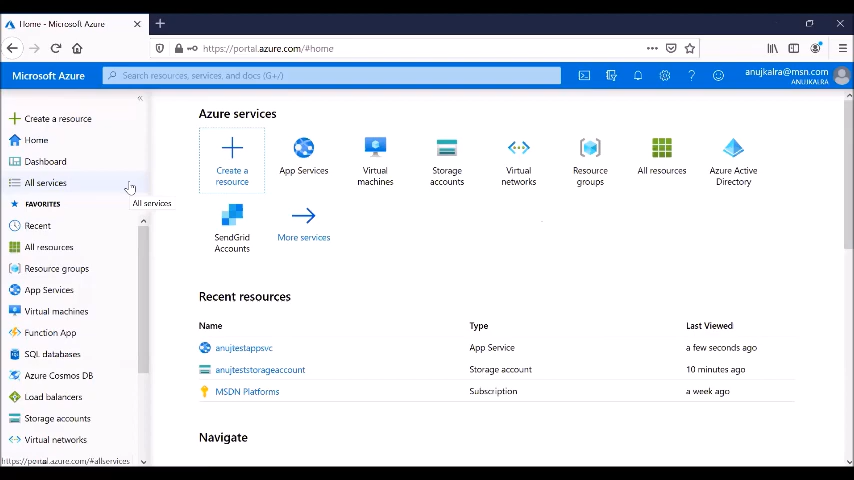 Home - Microsoft Azure
https://portal.azure.com/#home
Microsoft Azure
Search resources, services, and docs (G+/)
anujkalra@msn.com
ANUJKALRA
Create a resource
Home
Dashboard
All services
All services
FAVORITES
Recent
All resources
Resource groups
App Services
Virtual machines
Function App
SQL databases
Azure Cosmos DB
Load balancers
Storage accounts
Virtual networks
https://portal.azure.com/#allservices
Azure services
Create a
resource
App Services
Virtual
machines
Storage
accounts
Virtual
networks
Resource
groups
All resources
Azure Active
Directory
SendGrid
Accounts
More services
Recent resources
Name Type Last Viewed
anujtestappsvc App Service a few seconds ago
anujteststorageaccount Storage account 10 minutes ago
MSDN Platforms Subscription a week ago
Navigate